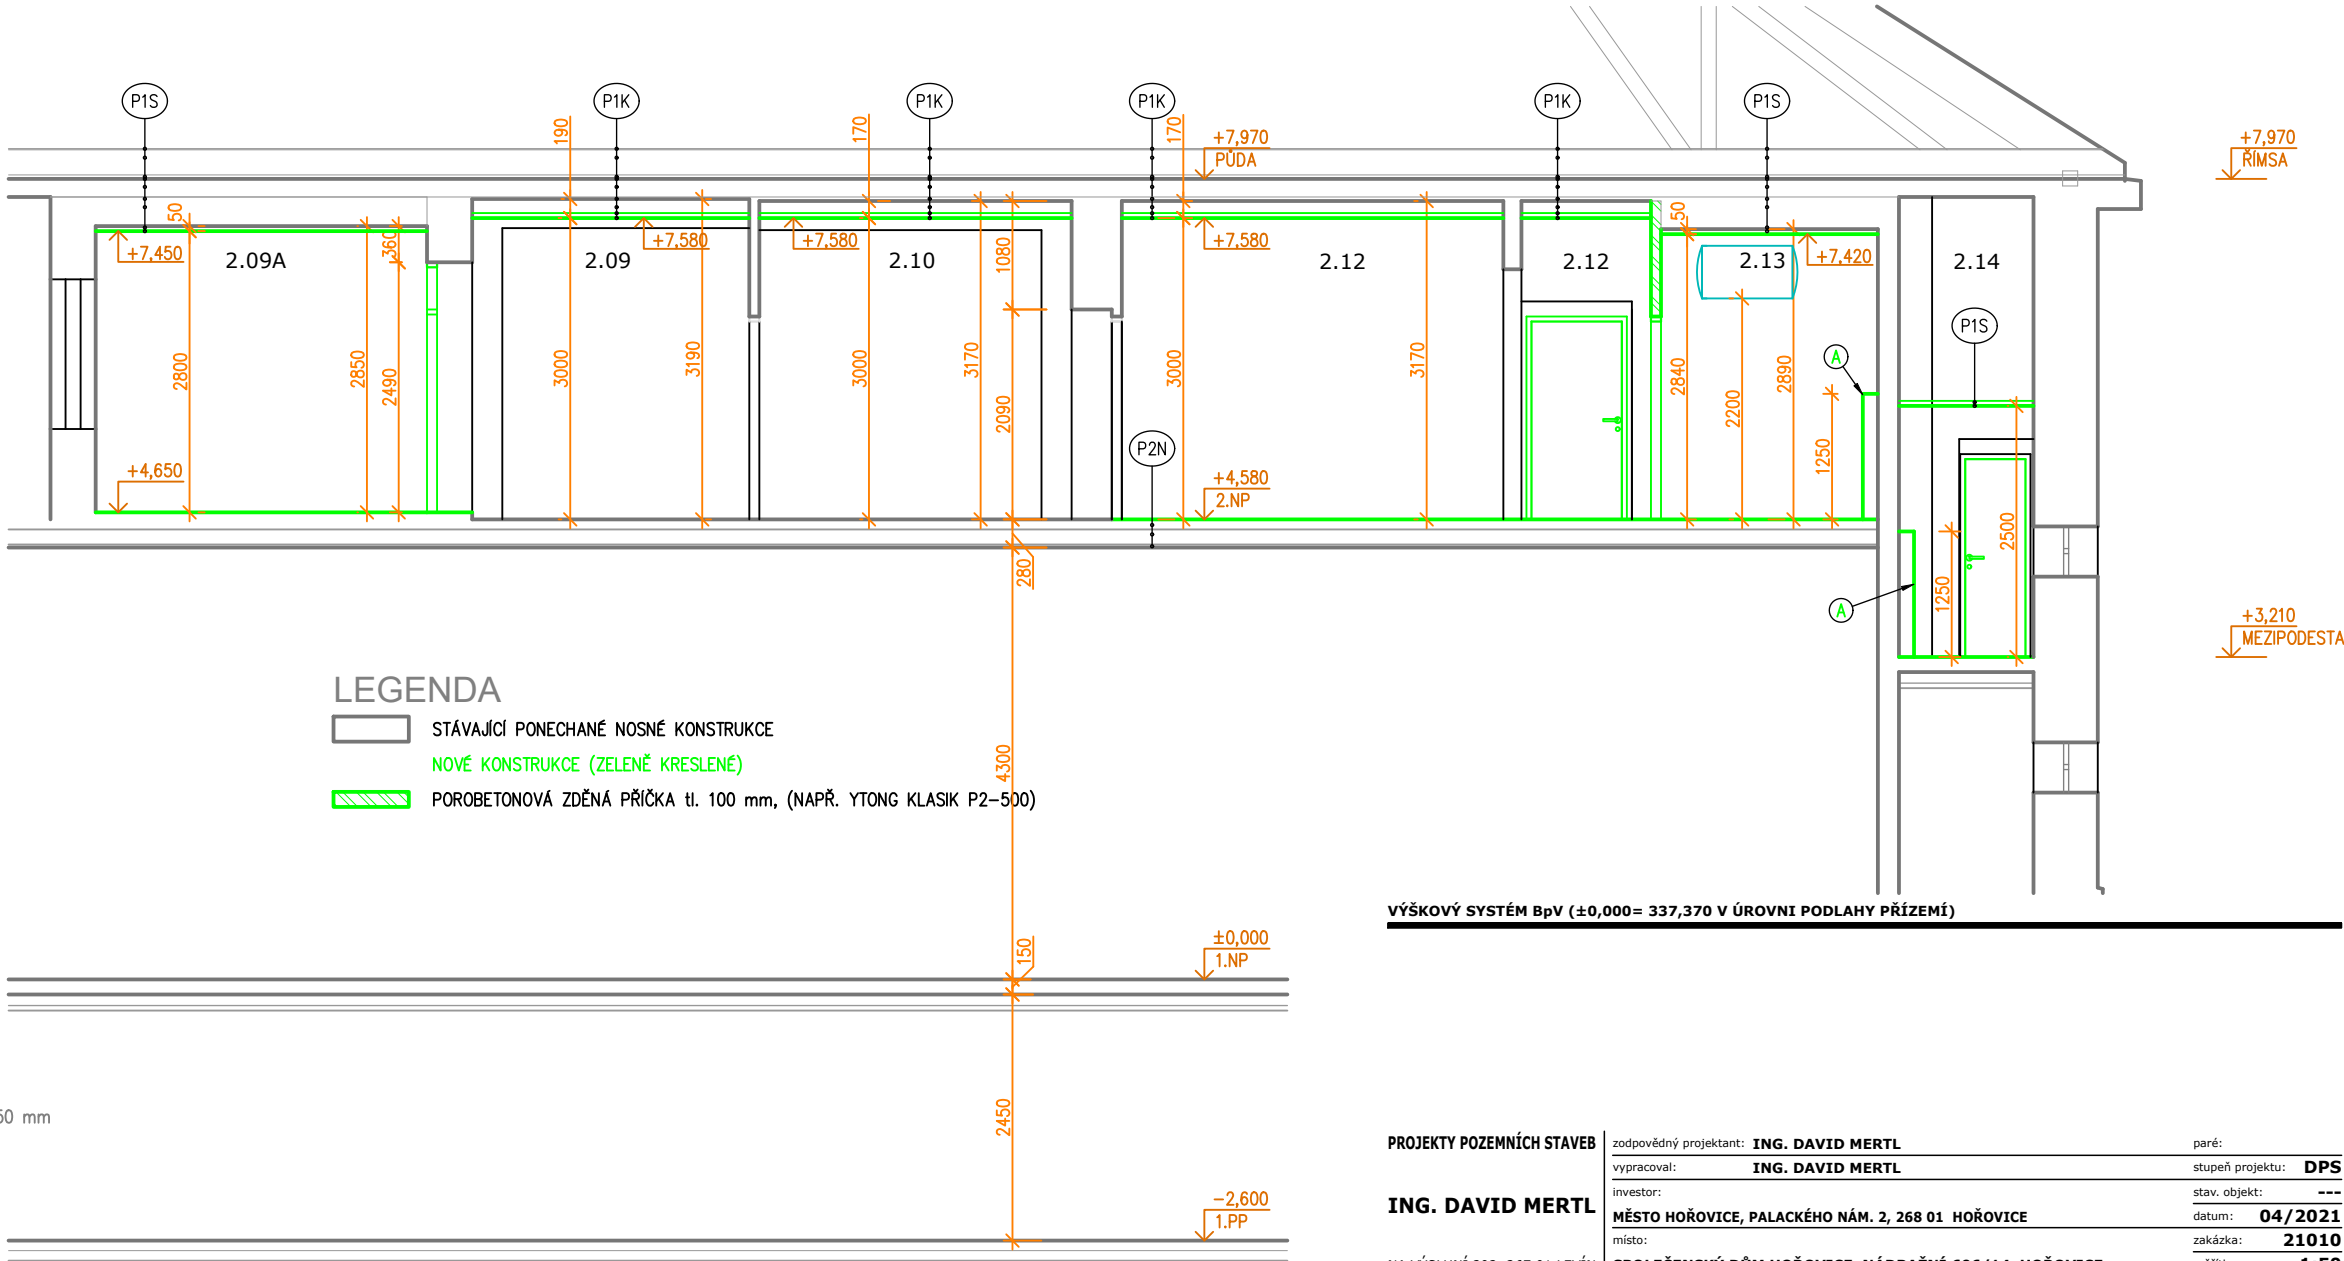 P1S
P1K
P1K
P1K
P1K
P1S
190
170
170
+7,970
PŮDA
+7,970
ŘÍMSA
50
360
+7,450
2.09A
+7,580
2.09
+7,580
2.10
1080
+7,580
2.12
2.12
50
2.13
+7,420
2.14
P1S
2800
2850
2490
3000
3190
3000
3170
2090
3000
3170
2840
2200
2890
A
1250
P2N
+4,650
+4,580
2.NP
280
2500
1250
A
+3,210
MEZIPODESTA
LEGENDA
STÁVAJÍCÍ PONECHANÉ NOSNÉ KONSTRUKCE
NOVÉ KONSTRUKCE (ZELENĚ KRESLENÉ)
POROBETONOVÁ ZDĚNÁ PŘÍČKA tl. 100 mm, (NAPŘ. YTONG KLASIK P2-500)
4300
VÝŠKOVÝ SYSTÉM BpV (±0,000= 337,370 V ÚROVNI PODLAHY PŘÍZEMÍ)
150
±0,000
1.NP
2450
50 mm
-2,600
1.PP
PROJEKTY POZEMNÍCH STAVEB
ING. DAVID MERTL
zodpovědný projektant: ING. DAVID MERTL
paré:
vypracoval: ING. DAVID MERTL
stupeň projektu: DPS
investor:
stav. objekt: ---
MĚSTO HOŘOVICE, PALACKÉHO NÁM. 2, 268 01 HOŘOVICE
datum: 04/2021
místo:
zakázka: 21010